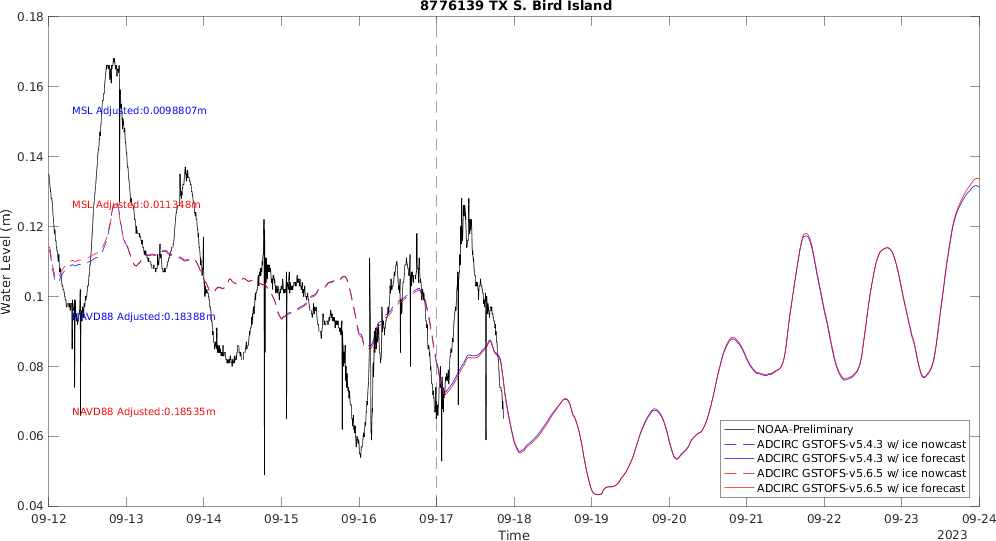 8776139 TX S. Bird Island
0.18
0.16
0.14
0.12
0.1
0.08
0.06
0.04
Water Level (m)
MSL Adjusted:0.0098807m
MSL Adjusted:0.011348m
NAVD88 Adjusted:0.18388m
NAVD88 Adjusted:0.18535m
NOAA-Preliminary
ADCIRC GSTOFS-v5.4.3 w/ ice nowcast
ADCIRC GSTOFS-v5.4.3 w/ ice forecast
ADCIRC GSTOFS-v5.6.5 w/ ice nowcast
ADCIRC GSTOFS-v5.6.5 w/ ice forecast
09-12 09-13 09-14 09-15 09-16 09-17 09-18 09-19 09-20 09-21 09-22 09-23 09-24
Time
2023